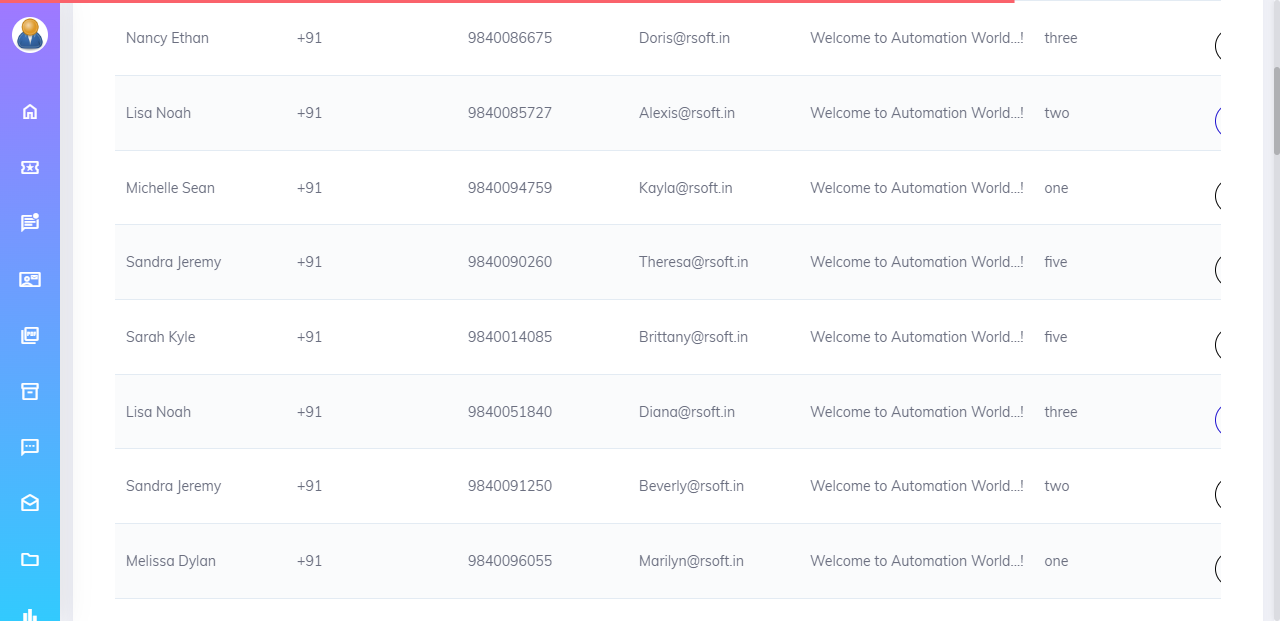 Nancy Ethan +91 9840086675 Doris@rsoft.in Welcome to Automation World...! three
Lisa Noah +91 9840085727 Alexis@rsoft.in Welcome to Automation World...! two
Michelle Sean +91 9840094759 Kayla@rsoft.in Welcome to Automation World...! one
Sandra Jeremy +91 9840090260 Theresa@rsoft.in Welcome to Automation World...! five
Sarah Kyle +91 9840014085 Brittany@rsoft.in Welcome to Automation World...! five
Lisa Noah +91 9840051840 Diana@rsoft.in Welcome to Automation World...! three
Sandra Jeremy +91 9840091250 Beverly@rsoft.in Welcome to Automation World...! two
Melissa Dylan +91 9840096055 Marilyn@rsoft.in Welcome to Automation World...! one